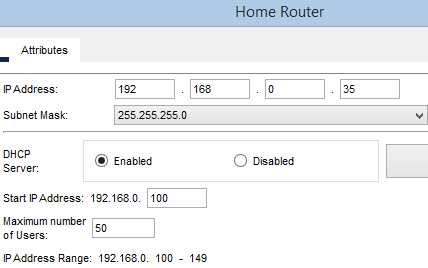 Home Router
Attributes
IP Address: 192 . 168 . 0 . 35
Subnet Mask: 255.255.255.0
DHCP
Server: Enabled Disabled
Start IP Address: 192.168.0. 100
Maximum number
of Users: 50
IP Address Range: 192.168.0. 100 - 149